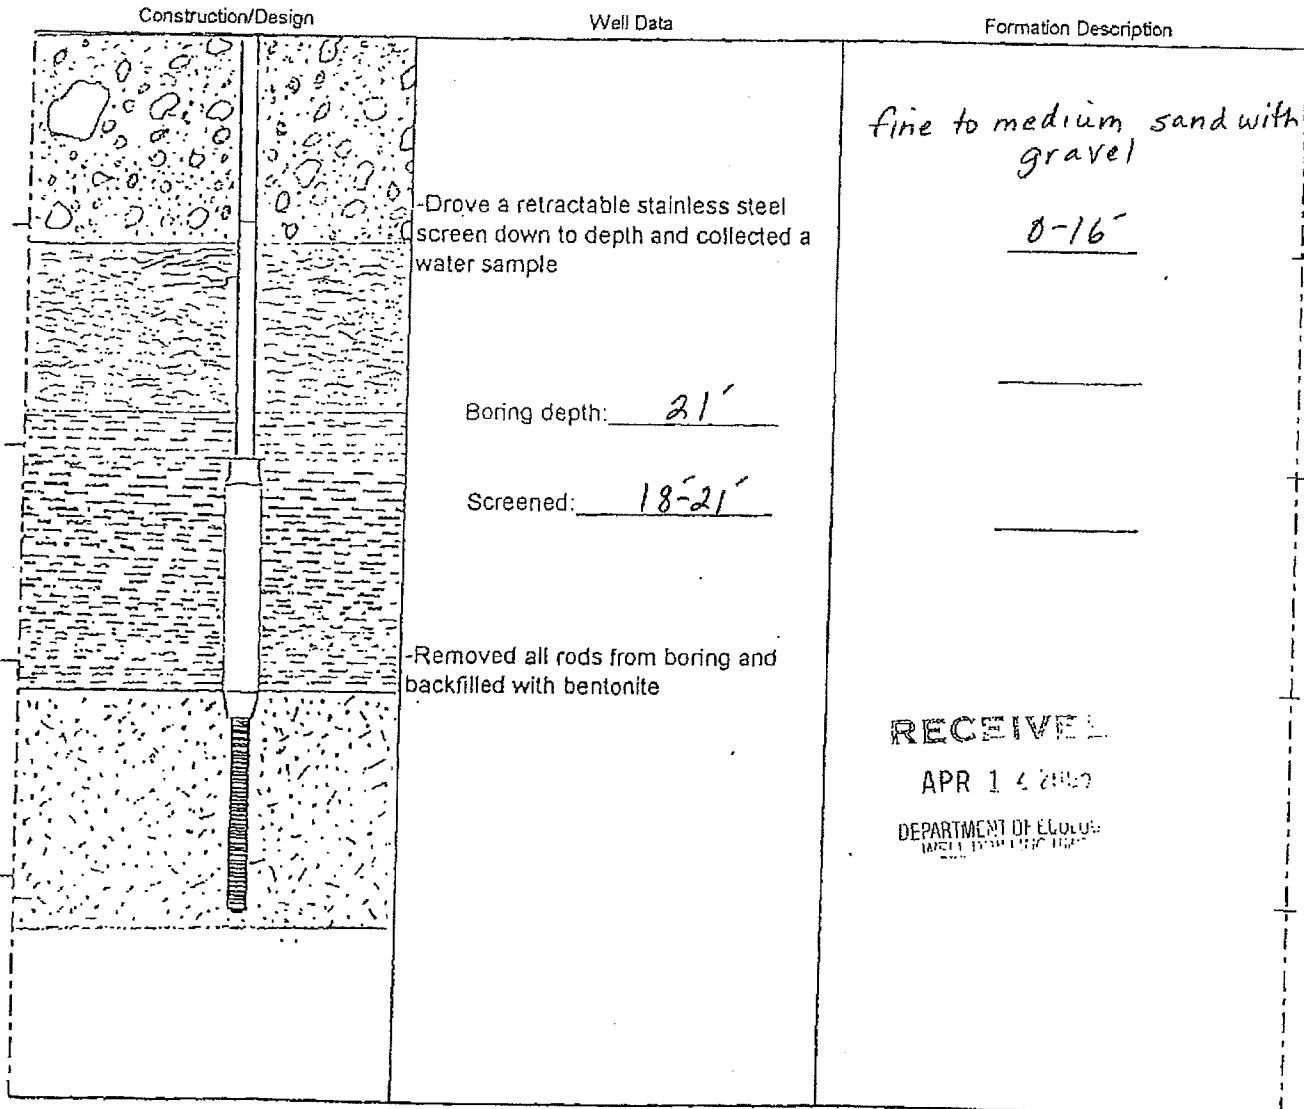 Construction/Design
Well Data
Formation Description
fine to medium sand with
gravel
-Drove a retractable stainless steel
screen down to depth and collected a
water sample
0-16'
Boring depth: 21'
Screened: 18'-21'
-Removed all rods from boring and
backfilled with bentonite
RECEIVE
APR 1
DEPARTMENT OF
WELL